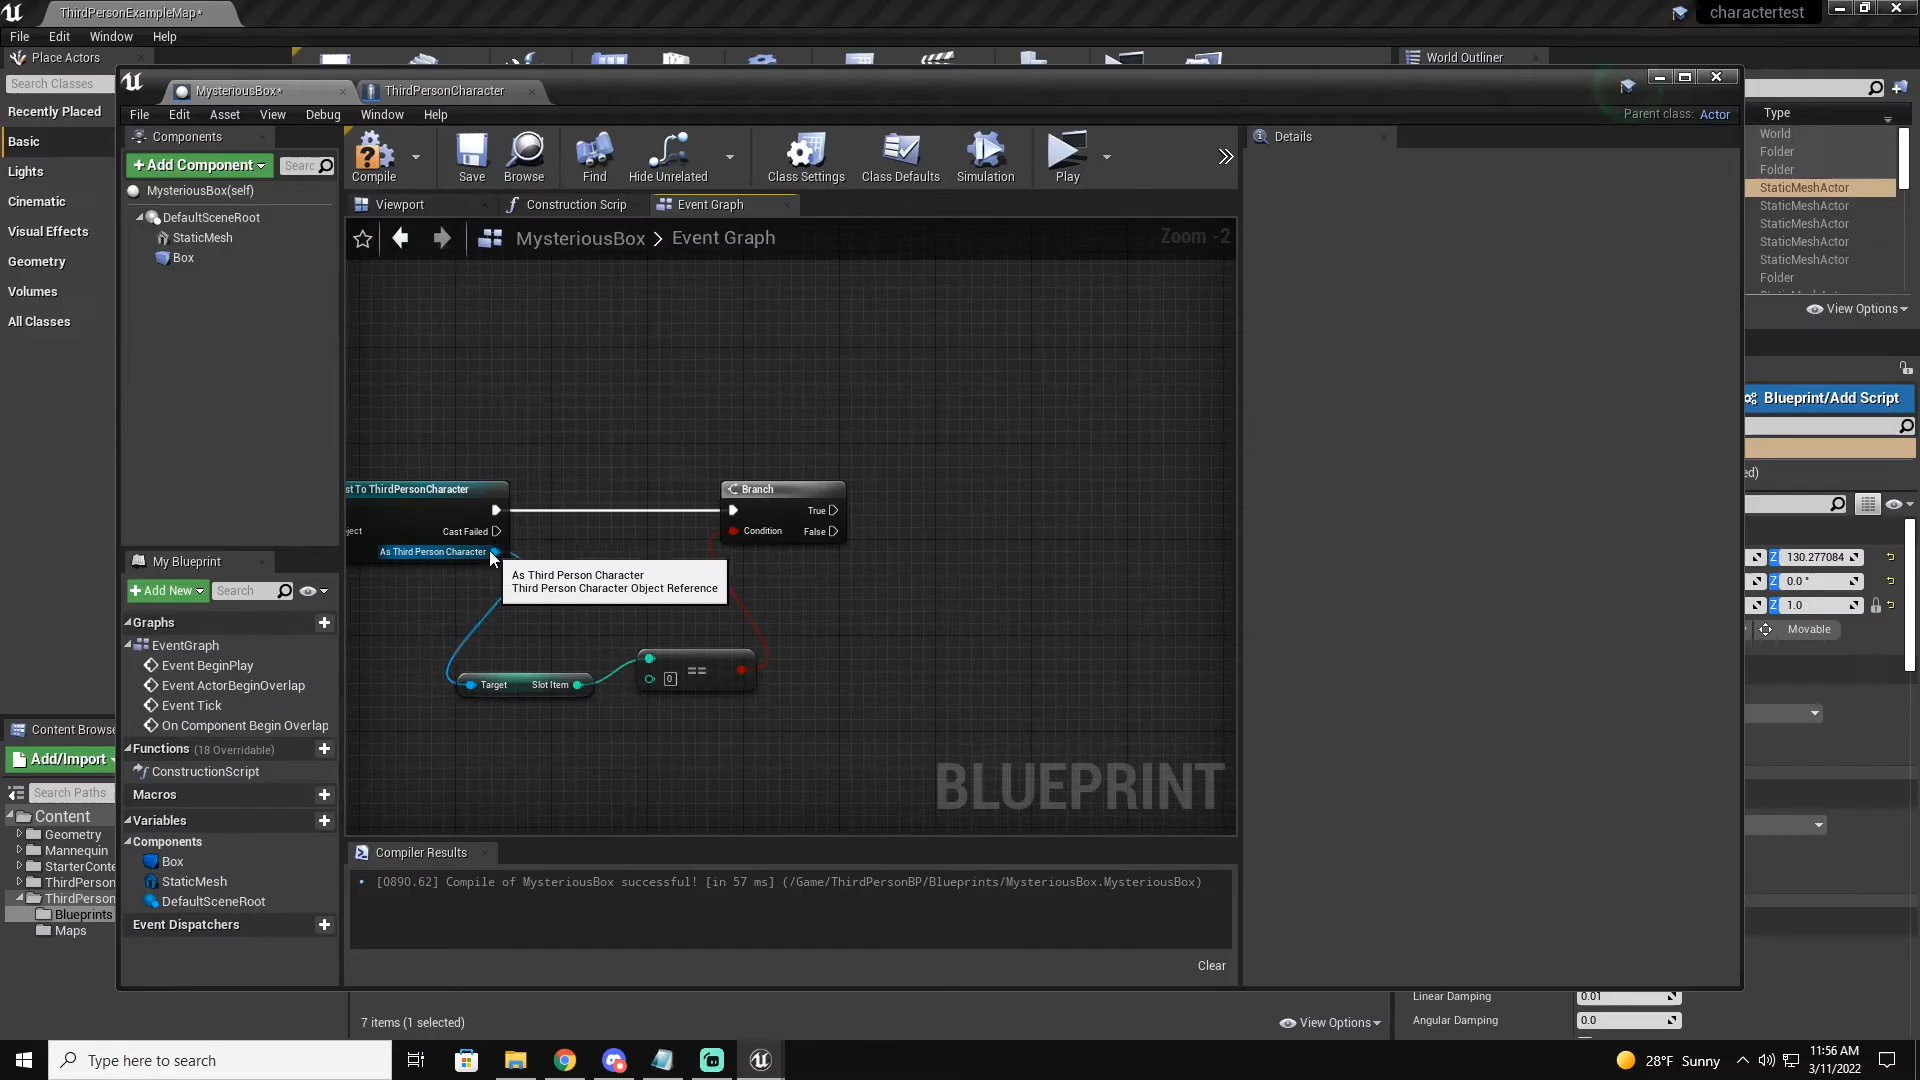 ThirdPersonExampleMap*
charactertest
File Edit Window Help
Place Actors
World Outliner
Search Classes
MysteriousBox*
ThirdPersonCharacter
Recently Placed
File Edit Asset View Debug Window Help
Parent class: Actor
Type
Components
Details
World
Basic
+Add Component
Searc
Compile
Save
Browse
Find
Hide Unrelated
Class Settings
Class Defaults
Simulation
Play
Folder
Lights
Folder
MysteriousBox(self)
StaticMeshActor
Cinematic
Viewport
Construction Scrip
Event Graph
StaticMeshActor
DefaultSceneRoot
StaticMeshActor
Visual Effects
StaticMesh
MysteriousBox > Event Graph
Zoom -2
StaticMeshActor
Geometry
Box
StaticMeshActor
Folder
Volumes
View Options
All Classes
Blueprint/Add Script
ed)
st To ThirdPersonCharacter
Branch
True
ject
Cast Failed
Condition
False
As Third Person Character
As Third Person Character
Third Person Character Object Reference
Z 130.277084
Z 0.0 °
Z 1.0
Movable
My Blueprint
+Add New
Search
Graphs
EventGraph
Event BeginPlay
Event ActorBeginOverlap
Event Tick
On Component Begin Overlap
Target
Slot Item
0
==
Content Browse
Functions (18 Overridable)
Add/Import
ConstructionScript
Search Paths
Macros
BLUEPRINT
Content
Variables
Geometry
Components
Mannequin
Box
Compiler Results
StarterConte
StaticMesh
[0890.62] Compile of MysteriousBox successful! [in 57 ms] (/Game/ThirdPersonBP/Blueprints/MysteriousBox.MysteriousBox)
ThirdPerson
ThirdPerson
DefaultSceneRoot
Blueprints
Event Dispatchers
Maps
Clear
Linear Damping
0.01
7 items (1 selected)
View Options
Angular Damping
0.0
Type here to search
28°F Sunny
11:56 AM
3/11/2022